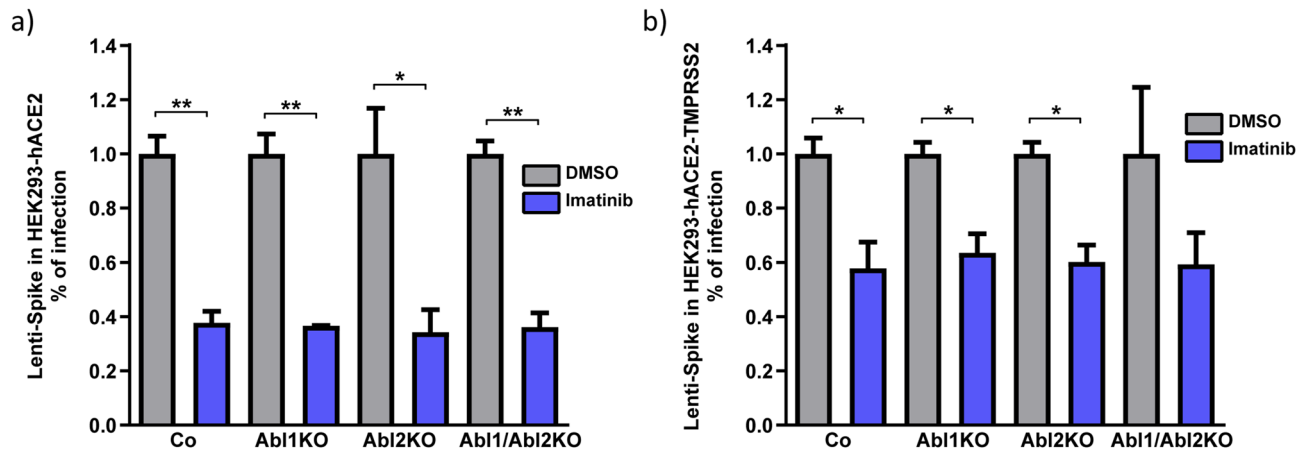 a)
Lenti-Spike in HEK293-hACE2
% of infection
1.4
1.2
1.0
0.8
0.6
0.4
0.2
0.0
**
**
*
**
DMSO
Imatinib
Co
Abl1KO
Abl2KO
Abl1/Abl2KO
b)
Lenti-Spike in HEK293-hACE2-TMPRSS2
% of infection
1.4
1.2
1.0
0.8
0.6
0.4
0.2
0.0
*
*
*
DMSO
Imatinib
Co
Abl1KO
Abl2KO
Abl1/Abl2KO